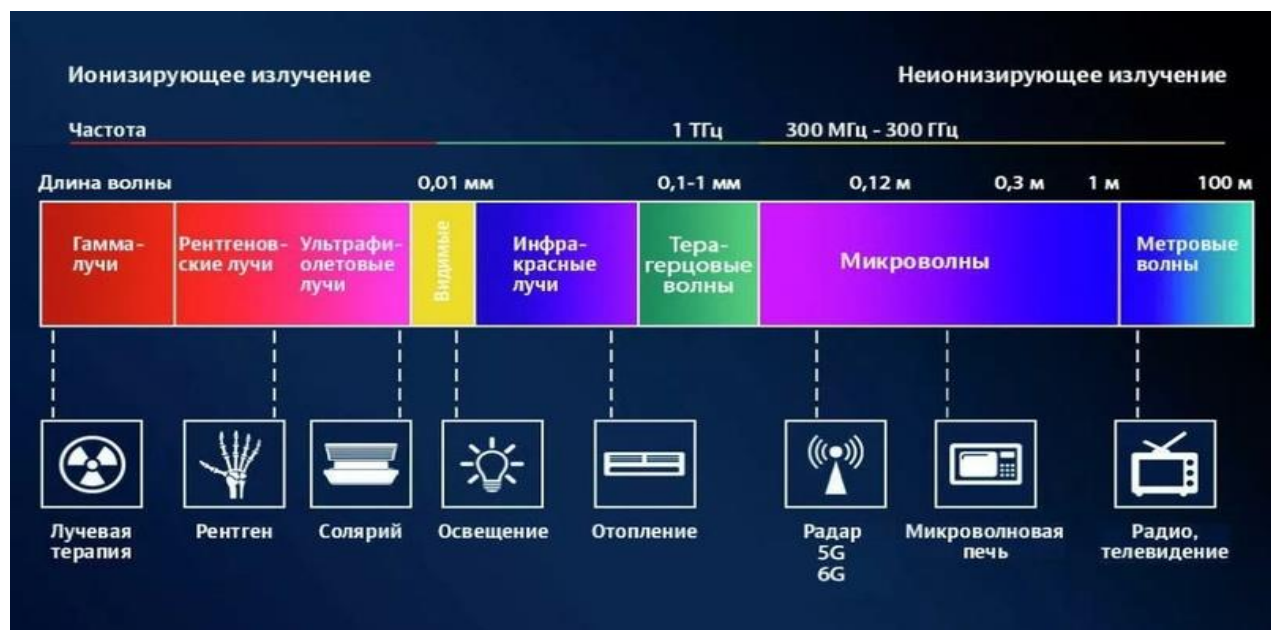 Ионизирующее излучение
Неионизирующее излучение
Частота
1 ТГц
300 МГц - 300 ГГц
Длина волны
0,01 мм
0,1-1 мм
0,12 м
0,3 м
1 м
100 м
Гамма-
лучи
Рентгенов-
ские лучи
Ультрафи-
олетовые
лучи
Видимые
Инфра-
красные
лучи
Тера-
герцовые
волны
Микроволны
Метровые
волны
Лучевая
терапия
Рентген
Солярий
Освещение
Отопление
Радар
5G
6G
Микроволновая
печь
Радио,
телевидение